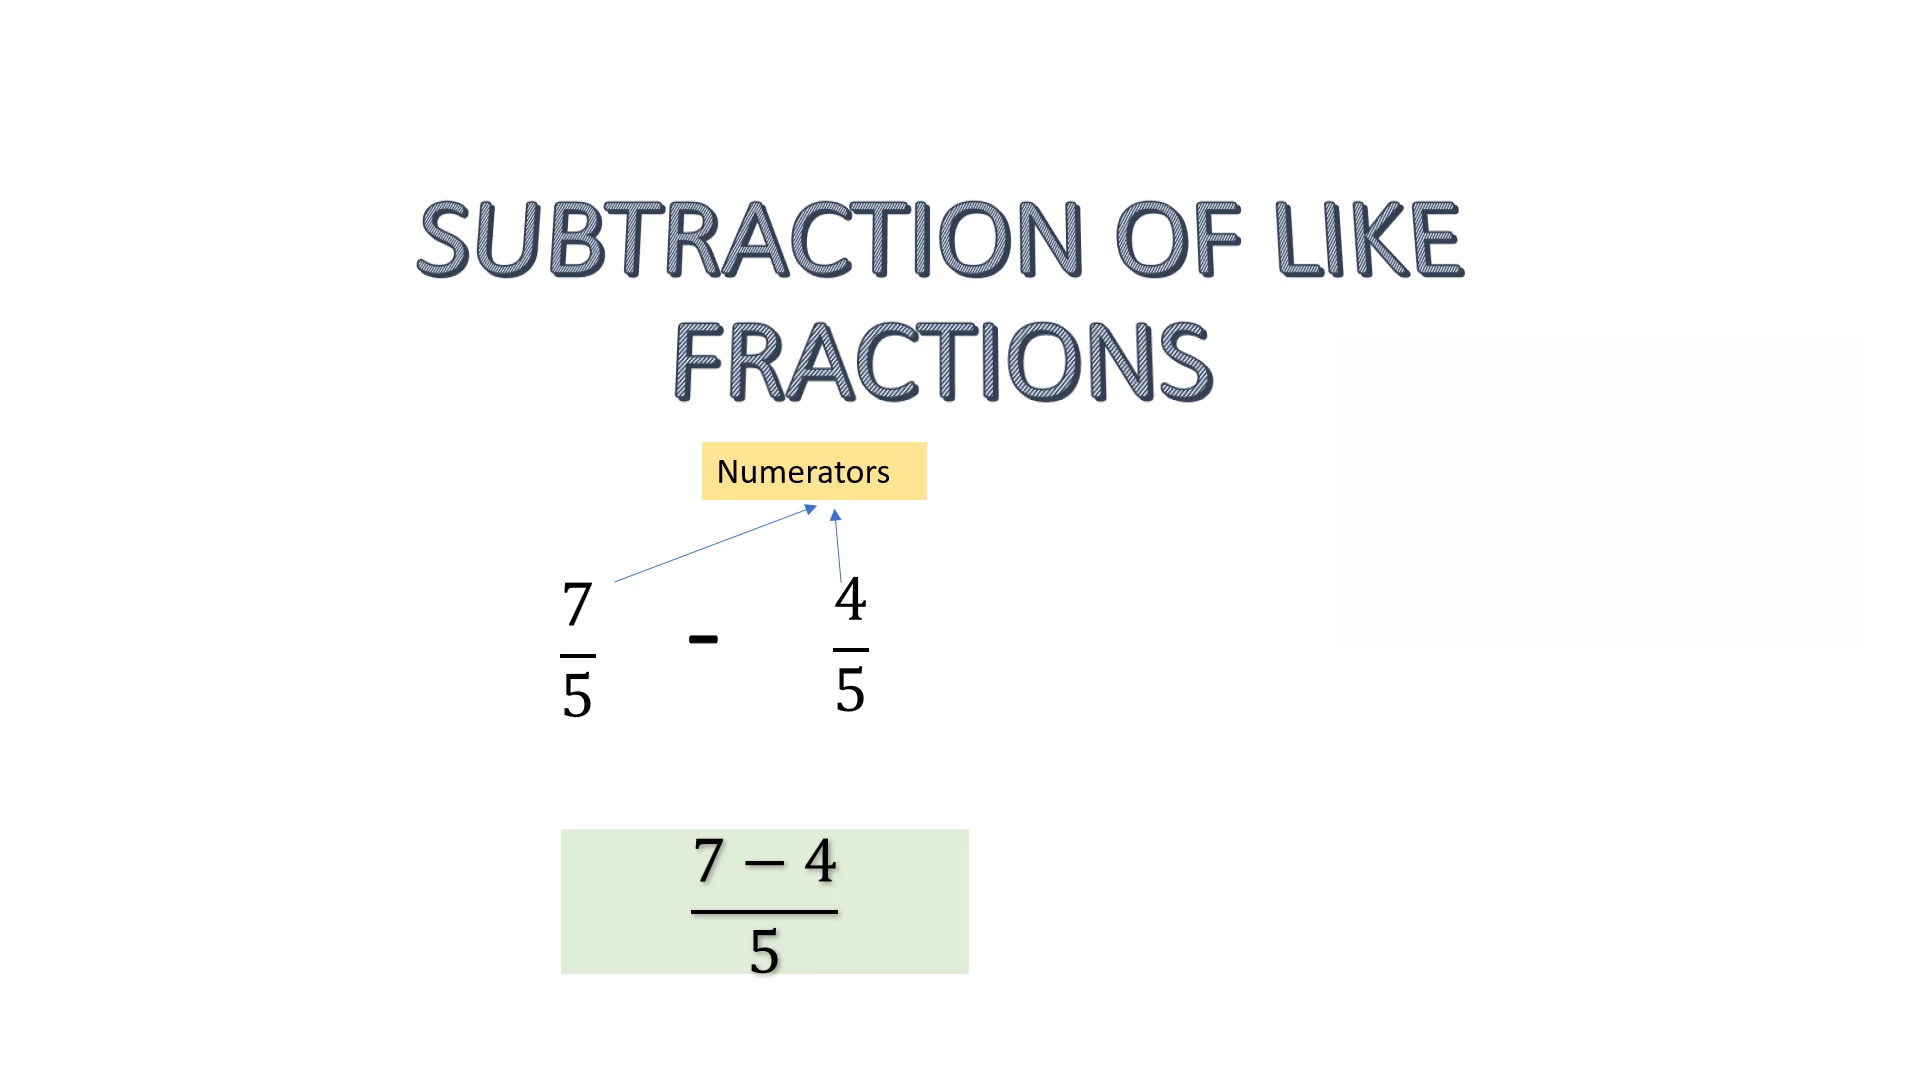 SUBTRACTION OF LIKE
FRACTIONS
Numerators
7/5 - 4/5
7 − 4
5